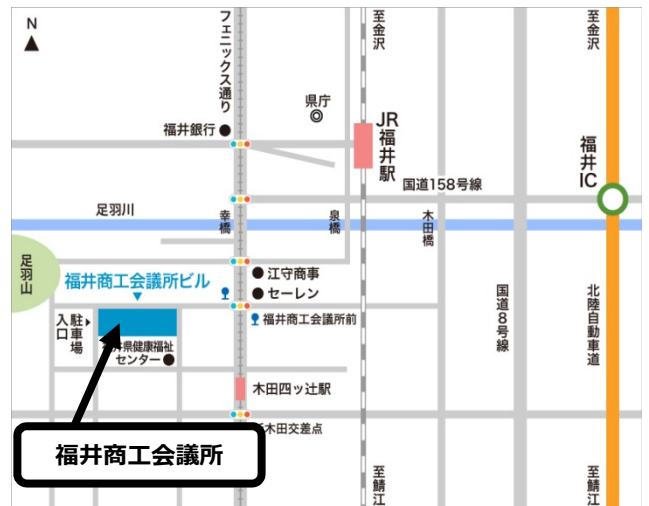 N
フェニックス通り
至金沢
至金沢
県庁
福井銀行
JR福井駅
福井IC
国道158号線
足羽川
幸橋
泉橋
木田橋
足羽山
江守商事
福井商工会議所ビル
セーレン
国道8号線
北陸自動車道
駐車場
入口
福井商工会議所前
井県健康福祉
センター
木田四ッ辻駅
木田交差点
福井商工会議所
至鯖江
至鯖江